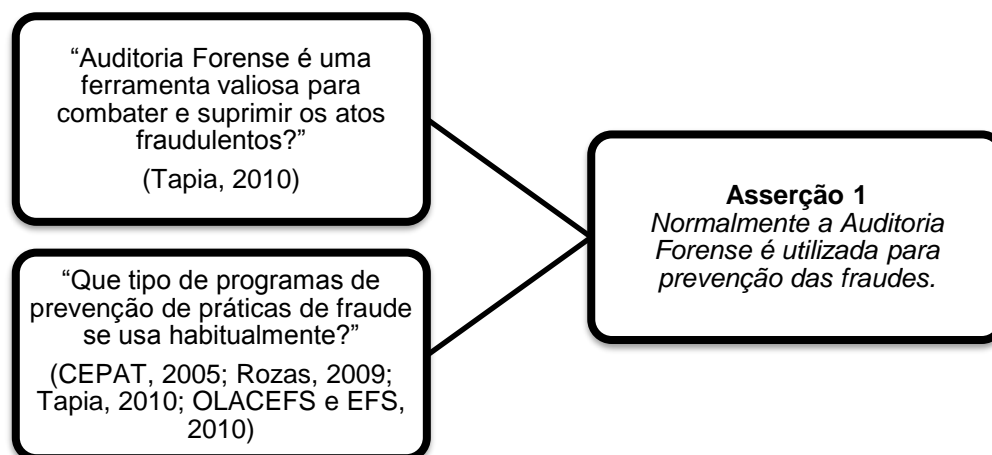 “Auditoria Forense é uma
ferramenta valiosa para
combater e suprimir os atos
fraudulentos?”
(Tapia, 2010)
“Que tipo de programas de
prevenção de práticas de fraude
se usa habitualmente?”
(CEPAT, 2005; Rozas, 2009;
Tapia, 2010; OLACEFS e EFS,
2010)
Asserção 1
Normalmente a Auditoria
Forense é utilizada para
prevenção das fraudes.